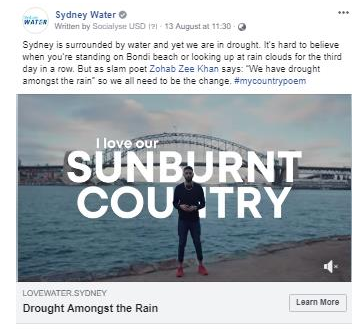 Sydney
WATER
Sydney Water
Written by Socialyse USD [?] · 13 August at 11:30 ·
Sydney is surrounded by water and yet we are in drought. It's hard to believe
when you're standing on Bondi beach or looking up at rain clouds for the third
day in a row. But as slam poet Zohab Zee Khan says: "We have drought
amongst the rain" so we all need to be the change. #mycountrypoem
I love our
SUNBURNT
COUNTRY
LOVEWATER.SYDNEY
Drought Amongst the Rain
Learn More